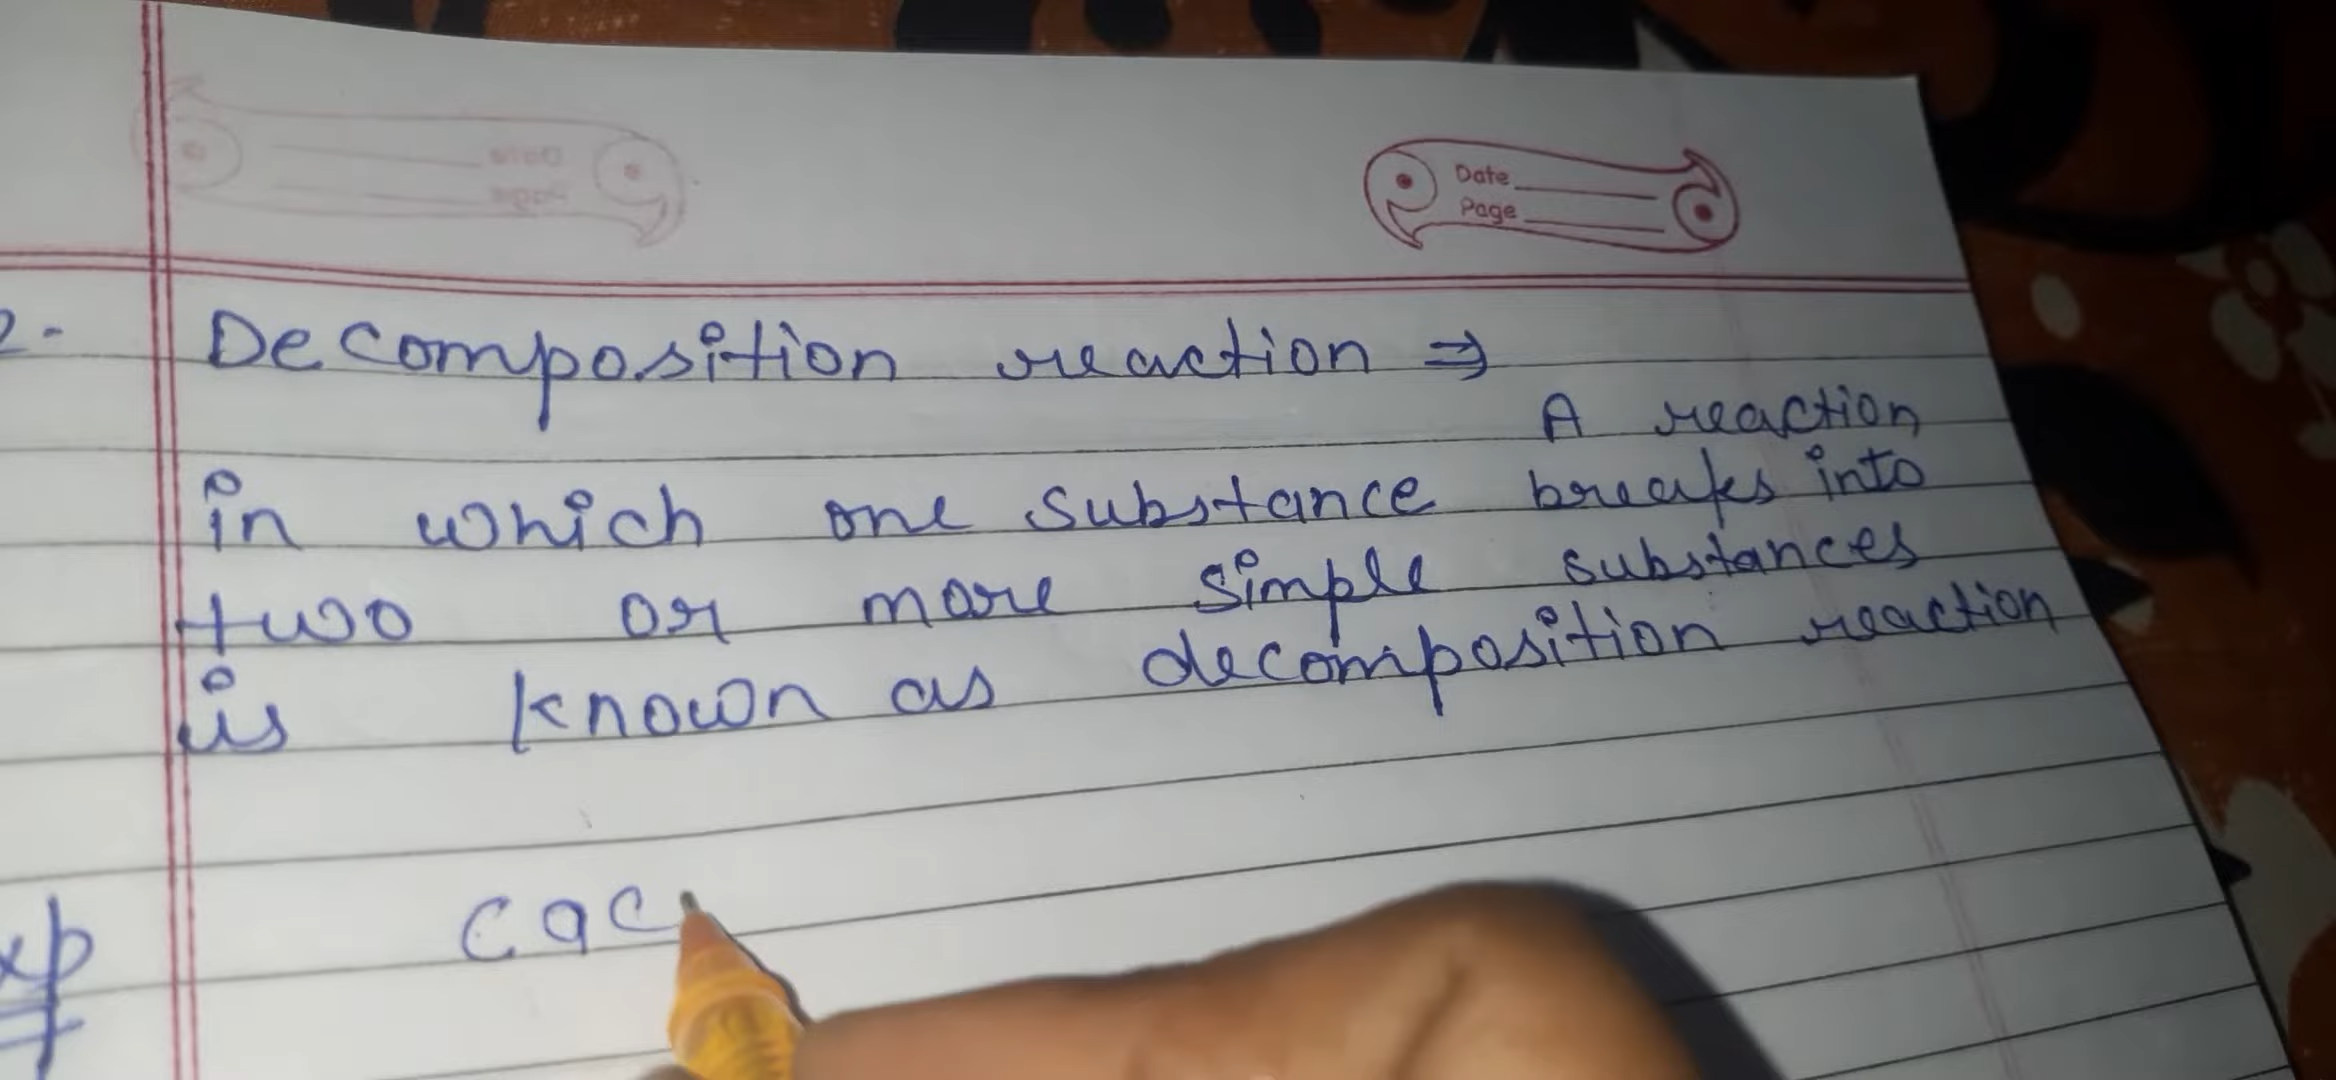 Date
Page
2- Decomposition reaction ⇒
A reaction
in which one substance breaks into
two or more simple substances
is known as decomposition reaction
xp cac